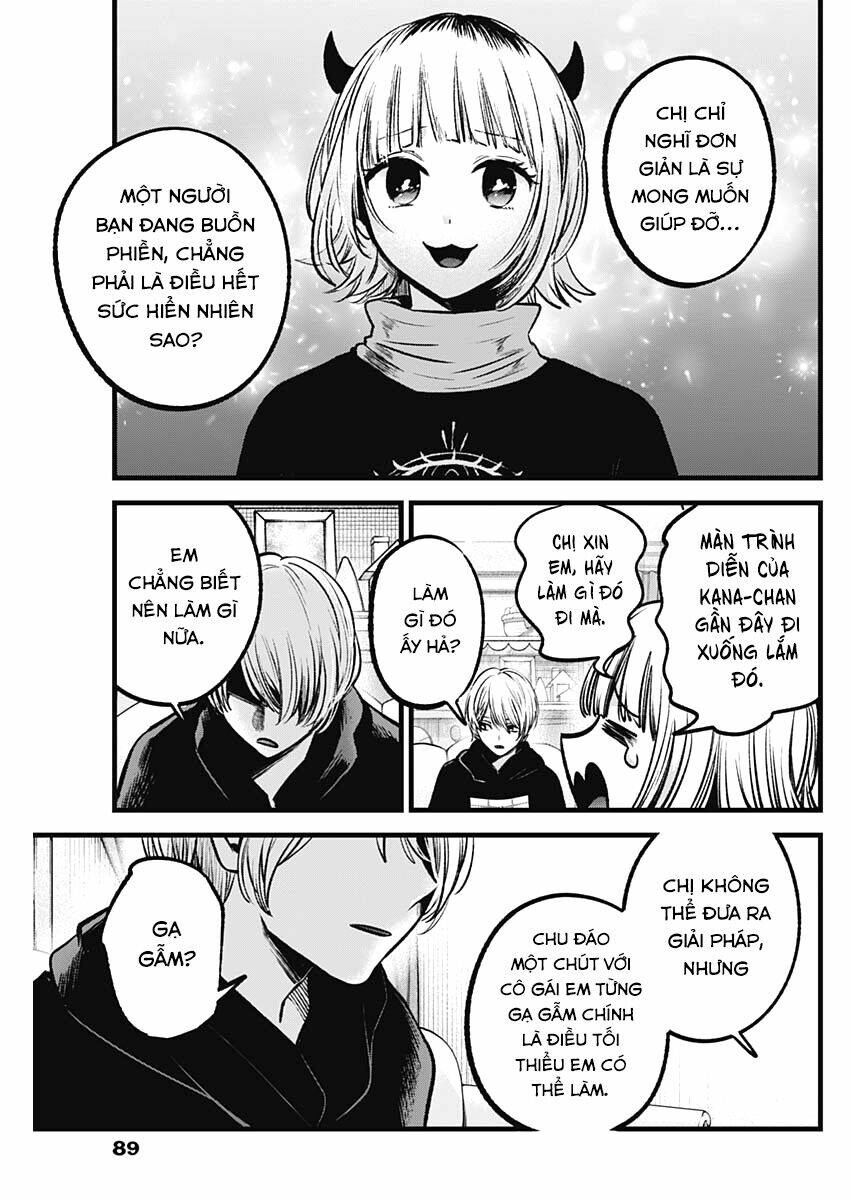 CHỊ CHỈ
NGHĨ ĐƠN
GIẢN LÀ SỰ
MONG MUỐN
GIÚP ĐỠ...
MỘT NGƯỜI
BẠN ĐANG BUỒN
PHIỀN, CHẲNG
PHẢI LÀ ĐIỀU HẾT
SỨC HIỂN NHIÊN
SAO?
MÀN TRÌNH
DIỄN CỦA
KANA-CHAN
GẦN ĐÂY ĐI
XUỐNG LẮM
ĐÓ.
CHỊ XIN
EM, HÃY
LÀM GÌ ĐÓ
ĐI MÀ.
LÀM
GÌ ĐÓ
ẤY HẢ?
EM
CHẲNG BIẾT
NÊN LÀM GÌ
NỮA.
CHỊ KHÔNG
THỂ ĐƯA RA
GIẢI PHÁP,
NHƯNG
CHU ĐÁO
MỘT CHÚT VỚI
CÔ GÁI EM TỪNG
GẠ GẪM CHÍNH
LÀ ĐIỀU TỐI
THIỂU EM CÓ
THỂ LÀM.
GẠ
GẪM?
89